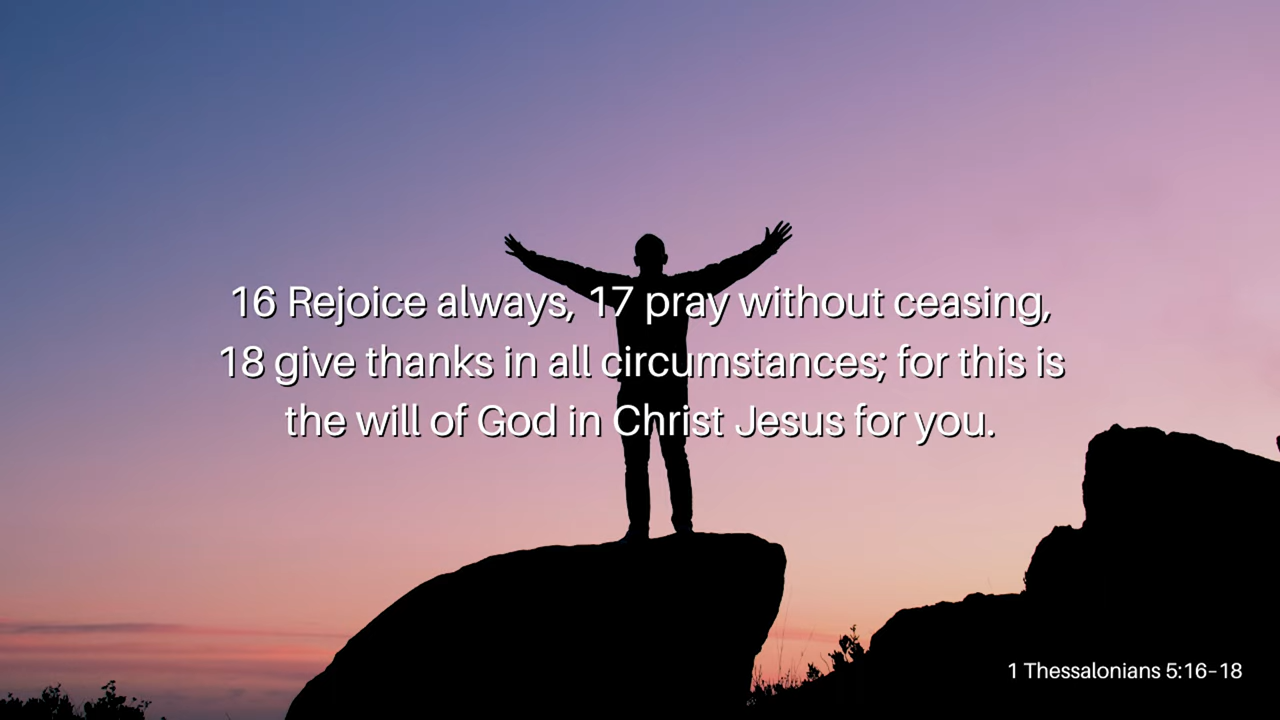 16 Rejoice always, 17 pray without ceasing,
18 give thanks in all circumstances; for this is
the will of God in Christ Jesus for you.
1 Thessalonians 5:16-18